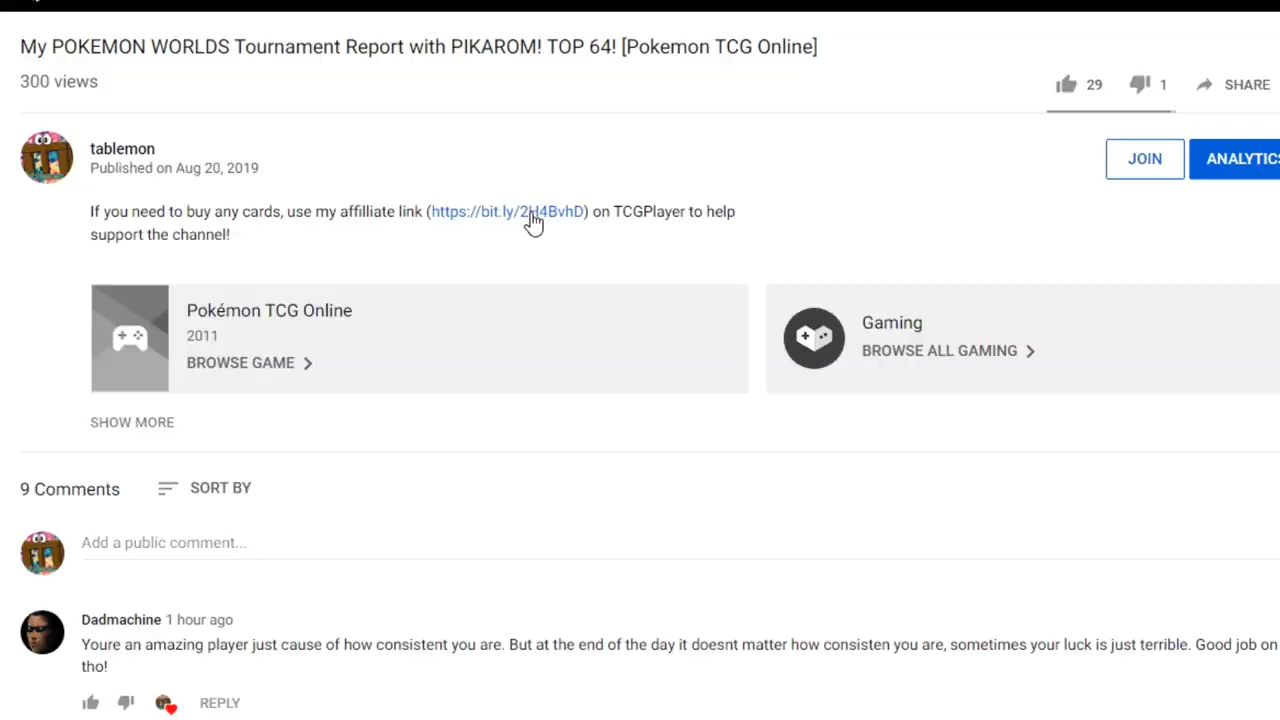 My POKEMON WORLDS Tournament Report with PIKAROM! TOP 64! [Pokemon TCG Online]
300 views
29
1
SHARE
tablemon
Published on Aug 20, 2019
JOIN
ANALYTICS
If you need to buy any cards, use my affilliate link (https://bit.ly/2H4BvhD) on TCGPlayer to help
support the channel!
Pokémon TCG Online
2011
BROWSE GAME
Gaming
BROWSE ALL GAMING
SHOW MORE
9 Comments
SORT BY
Add a public comment...
Dadmachine 1 hour ago
Youre an amazing player just cause of how consistent you are. But at the end of the day it doesnt matter how consisten you are, sometimes your luck is just terrible. Good job on
tho!
REPLY